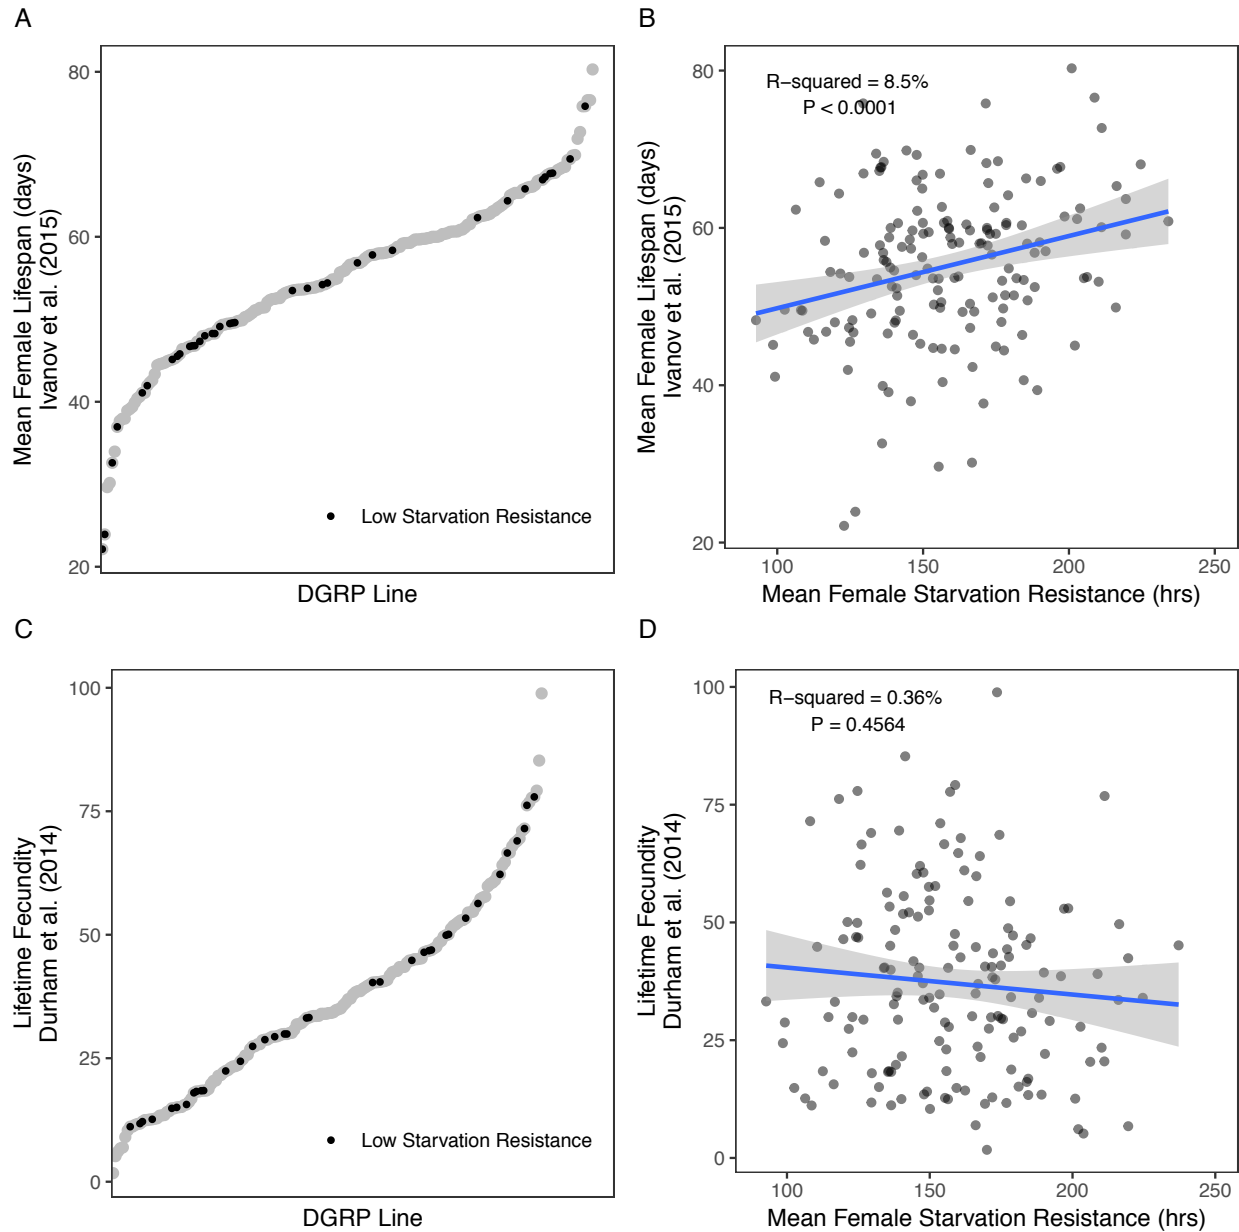 A
Mean Female Lifespan (days)
Ivanov et al. (2015)
80
60
40
20
Low Starvation Resistance
DGRP Line
B
Mean Female Lifespan (days)
Ivanov et al. (2015)
80
60
40
20
R−squared = 8.5%
P < 0.0001
100
150
200
250
Mean Female Starvation Resistance (hrs)
C
Lifetime Fecundity
Durham et al. (2014)
100
75
50
25
0
Low Starvation Resistance
DGRP Line
D
Lifetime Fecundity
Durham et al. (2014)
100
75
50
25
0
R−squared = 0.36%
P = 0.4564
100
150
200
250
Mean Female Starvation Resistance (hrs)